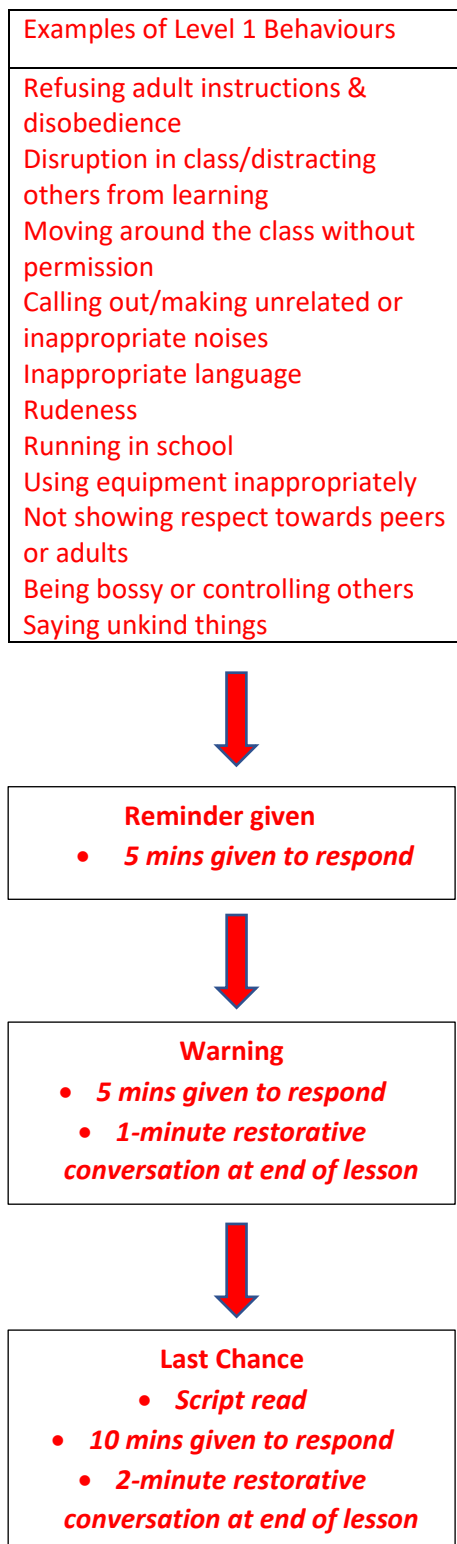 Examples of Level 1 Behaviours
Refusing adult instructions &
disobedience
Disruption in class/distracting
others from learning
Moving around the class without
permission
Calling out/making unrelated or
inappropriate noises
Inappropriate language
Rudeness
Running in school
Using equipment inappropriately
Not showing respect towards peers
or adults
Being bossy or controlling others
Saying unkind things
Reminder given
• 5 mins given to respond
Warning
• 5 mins given to respond
• 1-minute restorative
conversation at end of lesson
Last Chance
• Script read
• 10 mins given to respond
• 2-minute restorative
conversation at end of lesson